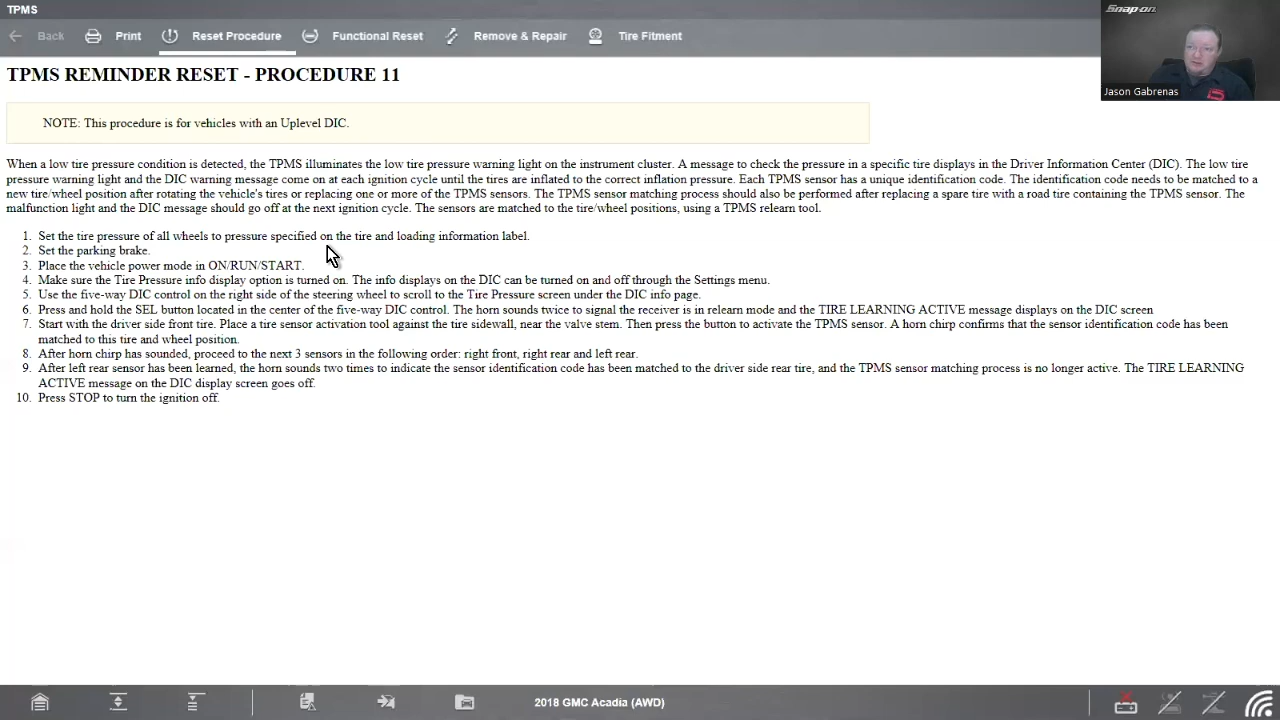 TPMS
Snap-on
Back Print Reset Procedure Functional Reset Remove & Repair Tire Fitment
Jason Gabrenas
TPMS REMINDER RESET - PROCEDURE 11
NOTE: This procedure is for vehicles with an Uplevel DIC.
When a low tire pressure condition is detected, the TPMS illuminates the low tire pressure warning light on the instrument cluster. A message to check the pressure in a specific tire displays in the Driver Information Center (DIC). The low tire
pressure warning light and the DIC warning message come on at each ignition cycle until the tires are inflated to the correct inflation pressure. Each TPMS sensor has a unique identification code. The identification code needs to be matched to a
new tire/wheel position after rotating the vehicle's tires or replacing one or more of the TPMS sensors. The TPMS sensor matching process should also be performed after replacing a spare tire with a road tire containing the TPMS sensor. The
malfunction light and the DIC message should go off at the next ignition cycle. The sensors are matched to the tire/wheel positions, using a TPMS relearn tool.
1. Set the tire pressure of all wheels to pressure specified on the tire and loading information label.
2. Set the parking brake.
3. Place the vehicle power mode in ON/RUN/START.
4. Make sure the Tire Pressure info display option is turned on. The info displays on the DIC can be turned on and off through the Settings menu.
5. Use the five-way DIC control on the right side of the steering wheel to scroll to the Tire Pressure screen under the DIC info page.
6. Press and hold the SEL button located in the center of the five-way DIC control. The horn sounds twice to signal the receiver is in relearn mode and the TIRE LEARNING ACTIVE message displays on the DIC screen
7. Start with the driver side front tire. Place a tire sensor activation tool against the tire sidewall, near the valve stem. Then press the button to activate the TPMS sensor. A horn chirp confirms that the sensor identification code has been
matched to this tire and wheel position.
8. After horn chirp has sounded, proceed to the next 3 sensors in the following order: right front, right rear and left rear.
9. After left rear sensor has been learned, the horn sounds two times to indicate the sensor identification code has been matched to the driver side rear tire, and the TPMS sensor matching process is no longer active. The TIRE LEARNING
ACTIVE message on the DIC display screen goes off.
10. Press STOP to turn the ignition off.
2018 GMC Acadia (AWD)